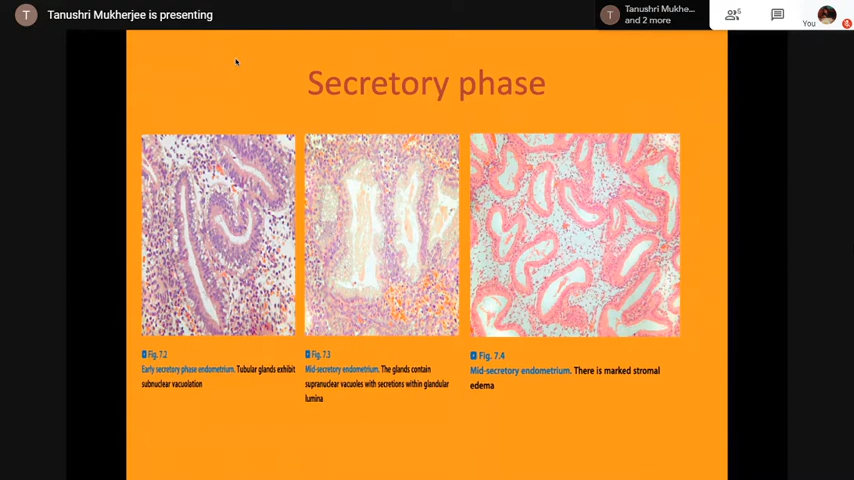 T Tanushri Mukherjee is presenting
T Tanushri Mukhe...
and 2 more
6
You
Secretory phase
Fig. 7.2
Early secretory phase endometrium. Tubular glands exhibit
subnuclear vacuolation
Fig. 7.3
Mid-secretory endometrium. The glands contain
supranuclear vacuoles with secretions within glandular
lumina
Fig. 7.4
Mid-secretory endometrium. There is marked stromal
edema